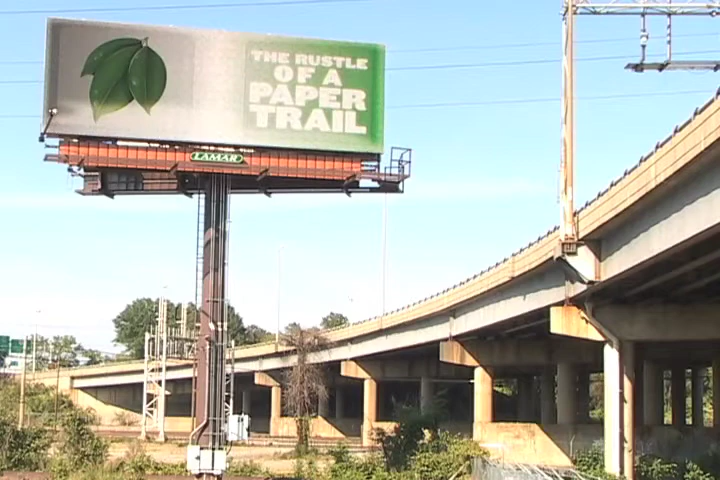 THE RUSTLE
OF A
PAPER
TRAIL
LAMAR